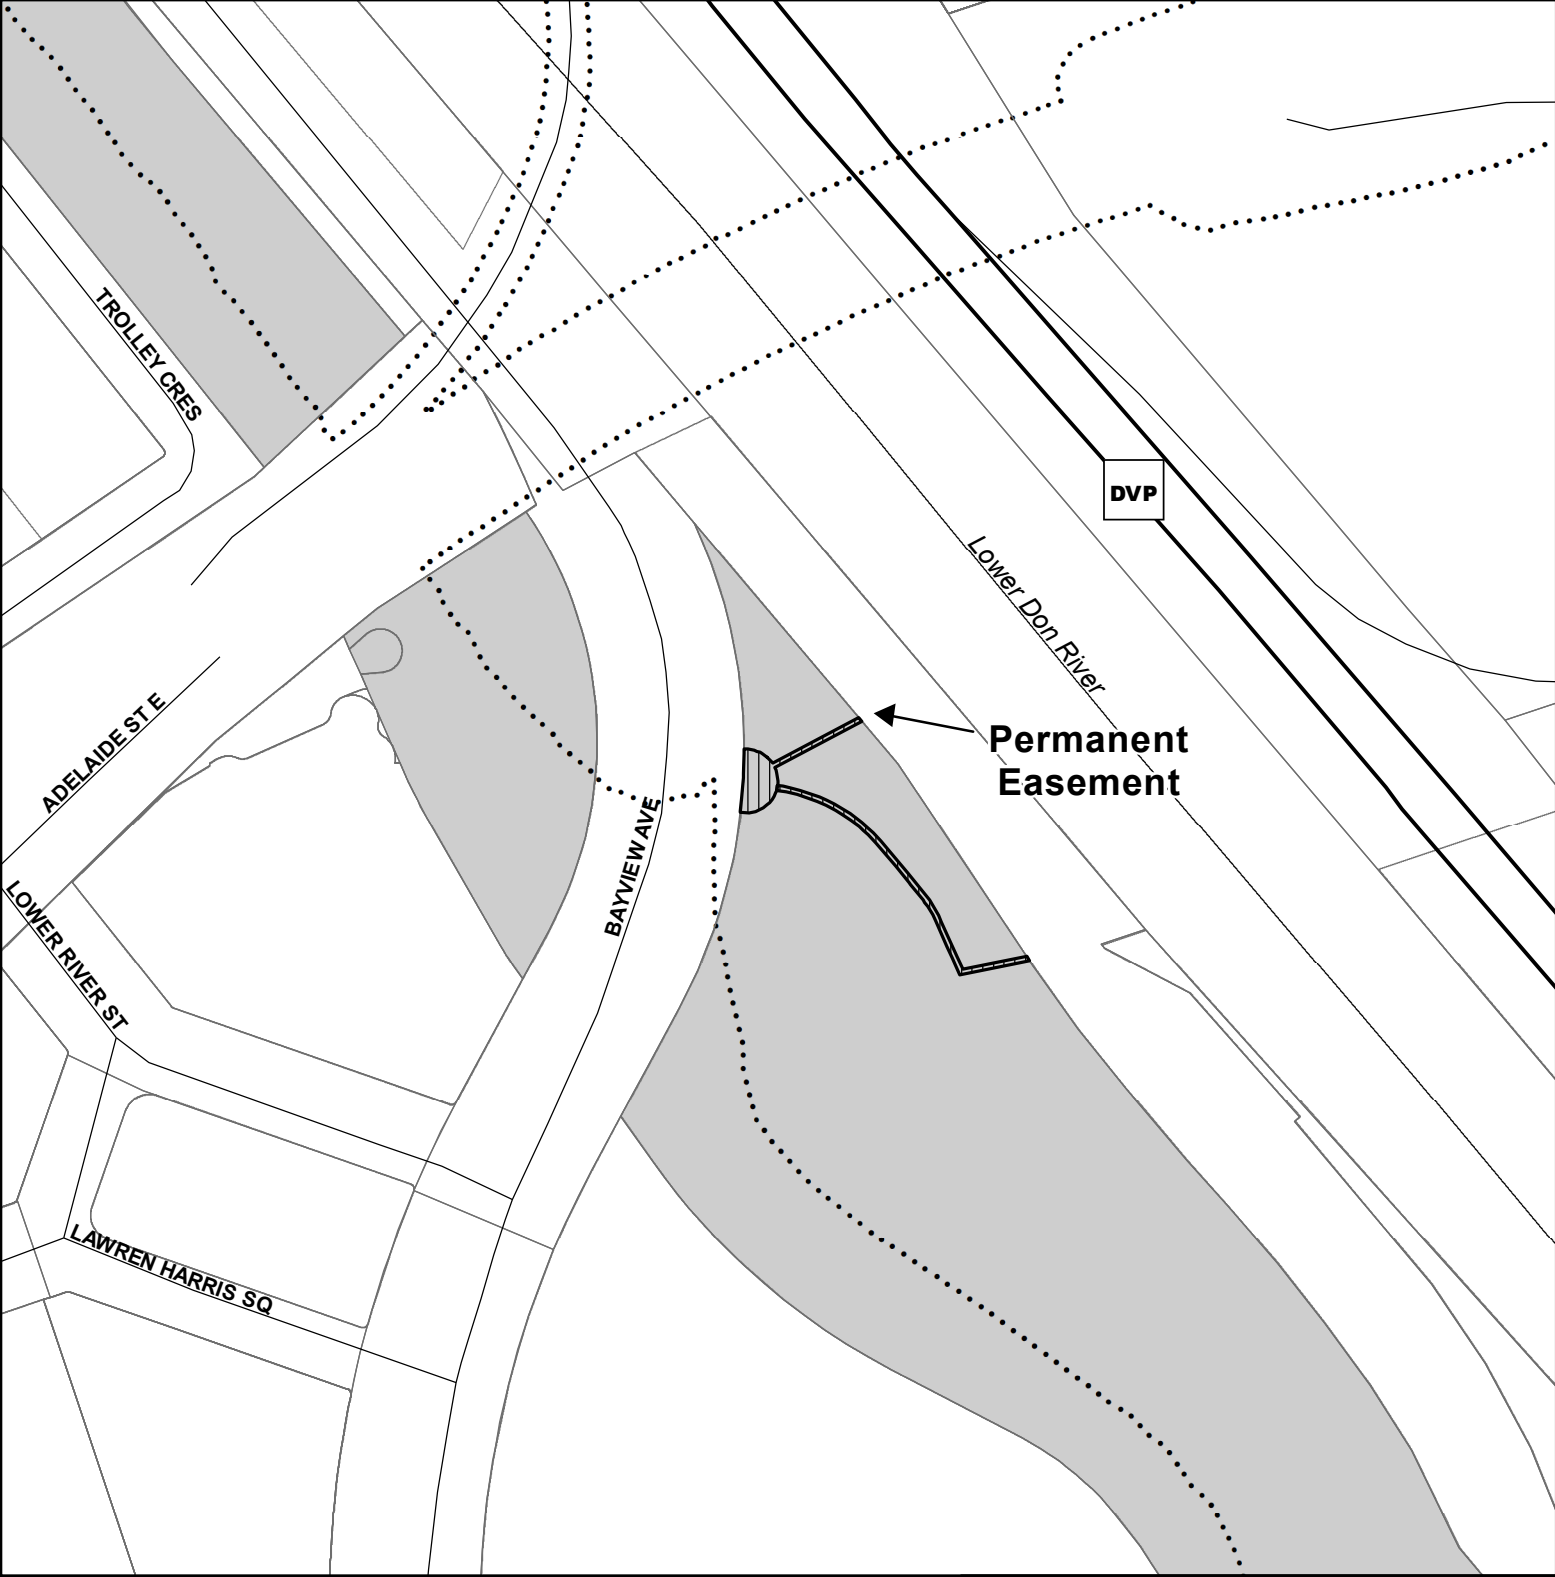 TROLLEY CRES
DVP
Lower Don River
ADELAIDE ST E
Permanent
Easement
BAYVIEW AVE
LOWER RIVER ST
LAWREN HARRIS SQ